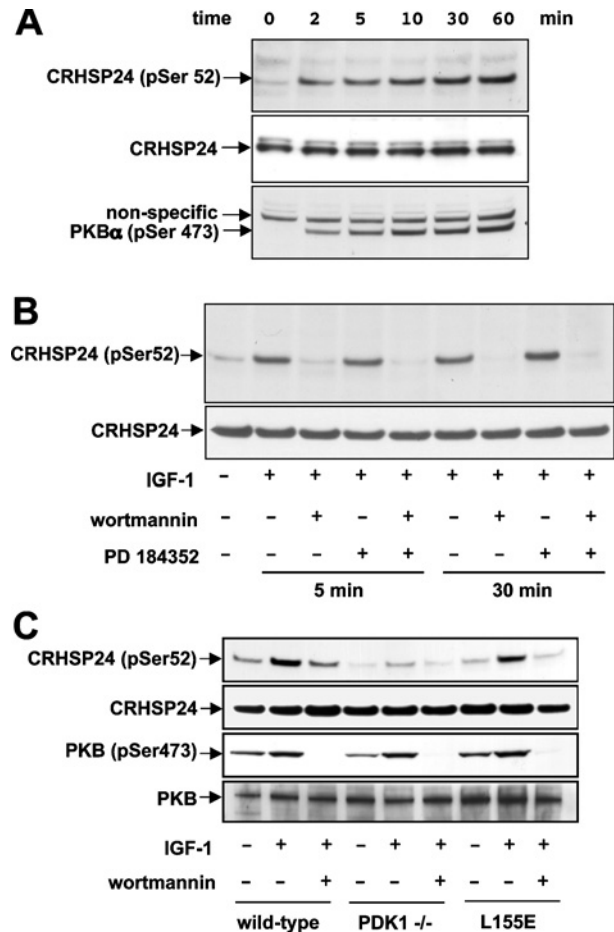 A
time 0 2 5 10 30 60 min
CRHSP24 (pSer 52)
CRHSP24
non-specific
PKBα (pSer 473)
B
CRHSP24 (pSer52)
CRHSP24
IGF-1 – + + + + + + + +
wortmannin – – + – + – + – +
PD 184352 – – – + + – – + +
5 min 30 min
C
CRHSP24 (pSer52)
CRHSP24
PKB (pSer473)
PKB
IGF-1 – + + – + + – + +
wortmannin – – + – – + – – +
wild-type PDK1 -/- L155E